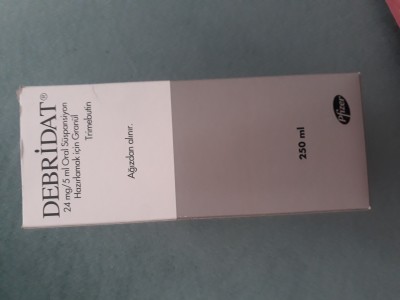 DEBRİDAT®
24 mg/5 ml Oral Süspansiyon
Hazırlamak için Granül
Trimebutin
Ağızdan alınır.
250 ml
Pfizer